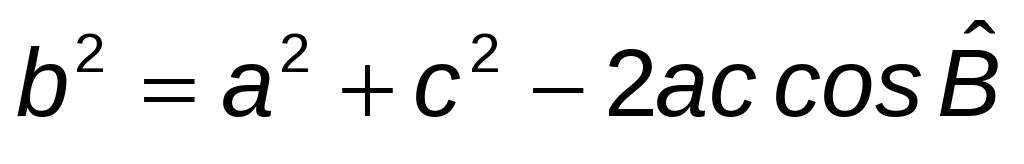 b² = a² + c² − 2ac cos B̂